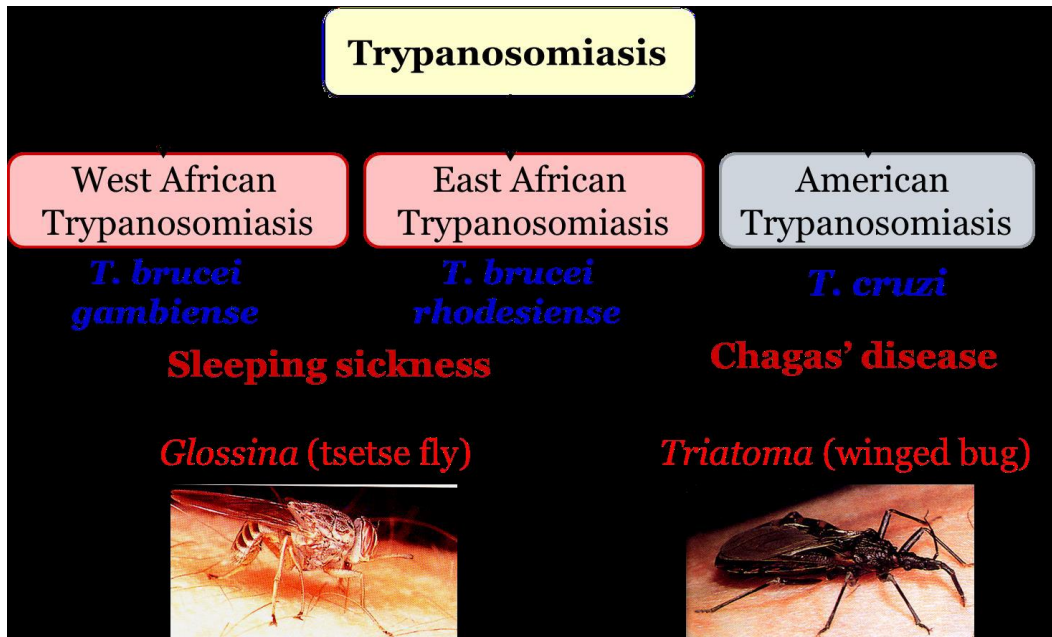 Trypanosomiasis
West African
Trypanosomiasis
East African
Trypanosomiasis
American
Trypanosomiasis
T. brucei
gambiense
T. brucei
rhodesiense
T. cruzi
Sleeping sickness
Chagas’ disease
Glossina (tsetse fly)
Triatoma (winged bug)